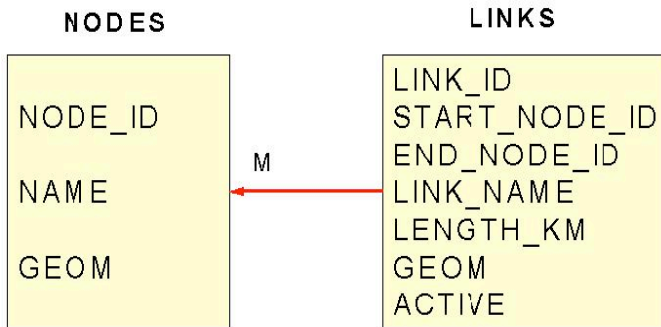 NODES
NODE_ID
NAME
GEOM
M
LINKS
LINK_ID
START_NODE_ID
END_NODE_ID
LINK_NAME
LENGTH_KM
GEOM
ACTIVE